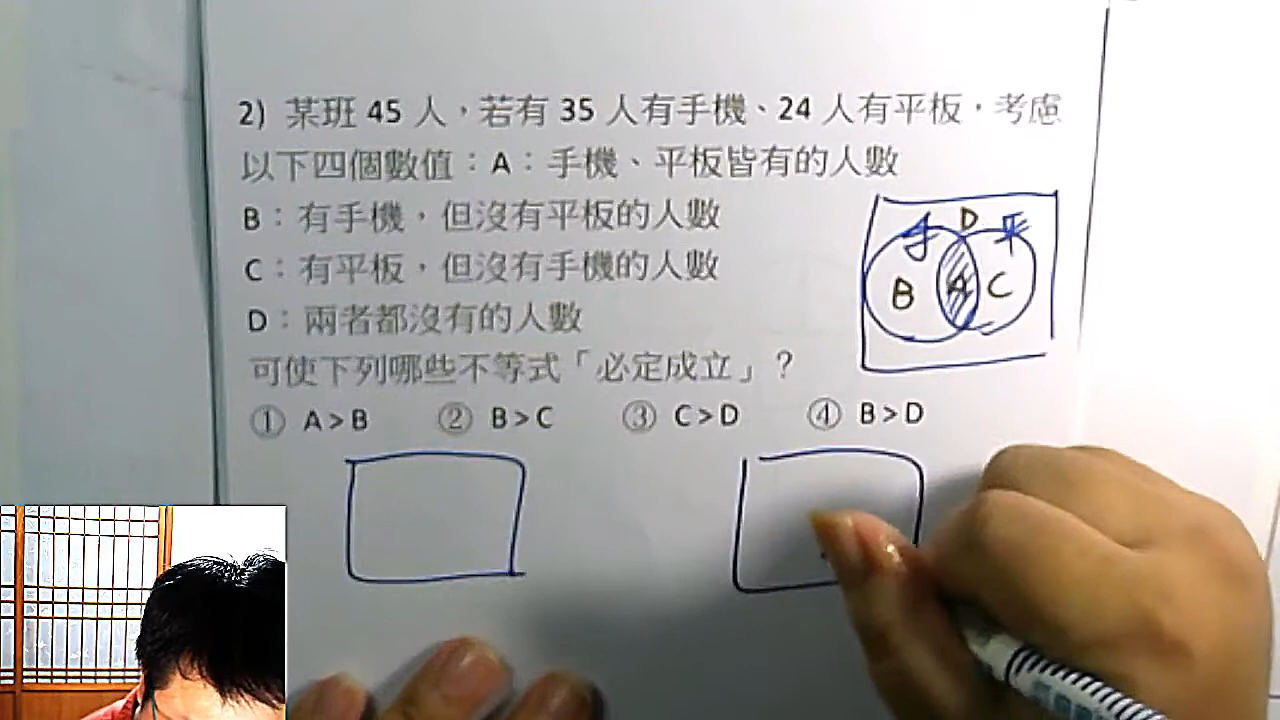 2) 某班 45 人，若有 35 人有手機、24 人有平板，考慮
以下四個數值：A：手機、平板皆有的人數
B：有手機，但沒有平板的人數
C：有平板，但沒有手機的人數
D：兩者都沒有的人數
可使下列哪些不等式「必定成立」？
① A > B ② B > C ③ C > D ④ B > D
手 D 平
B A C